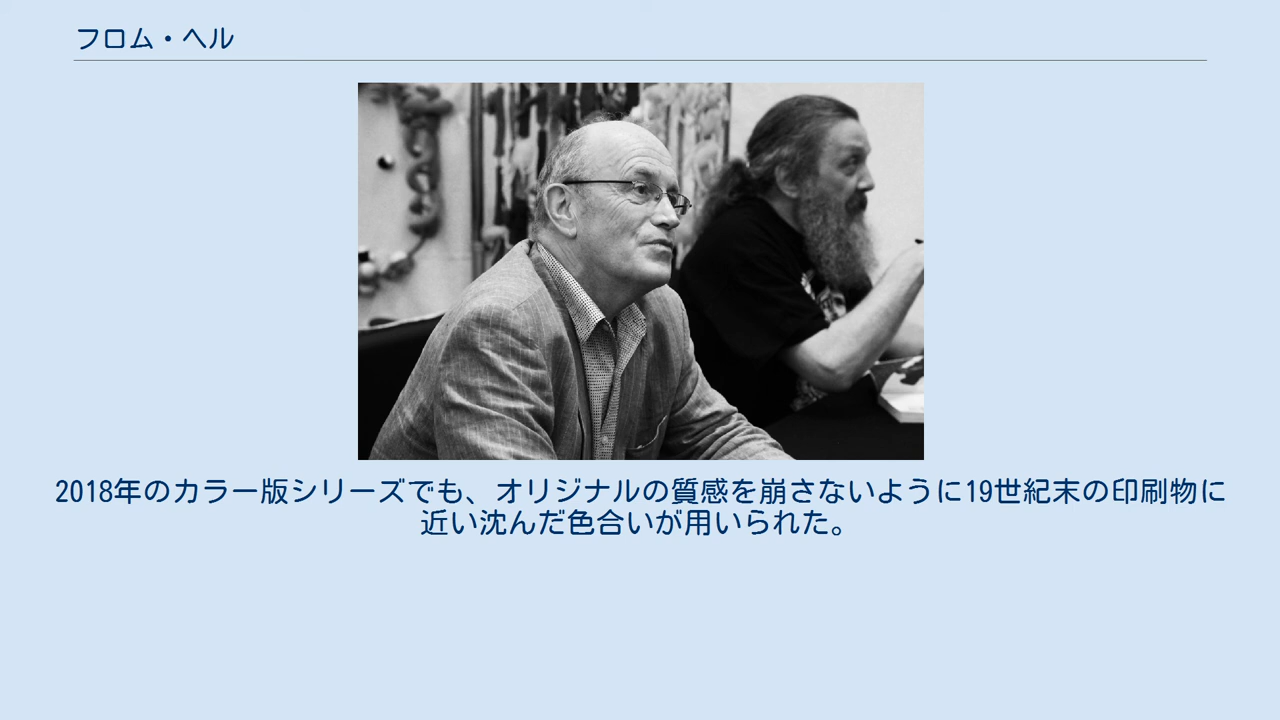 フロム・ヘル
2018年のカラー版シリーズでも、オリジナルの質感を崩さないように19世紀末の印刷物に
近い沈んだ色合いが用いられた。